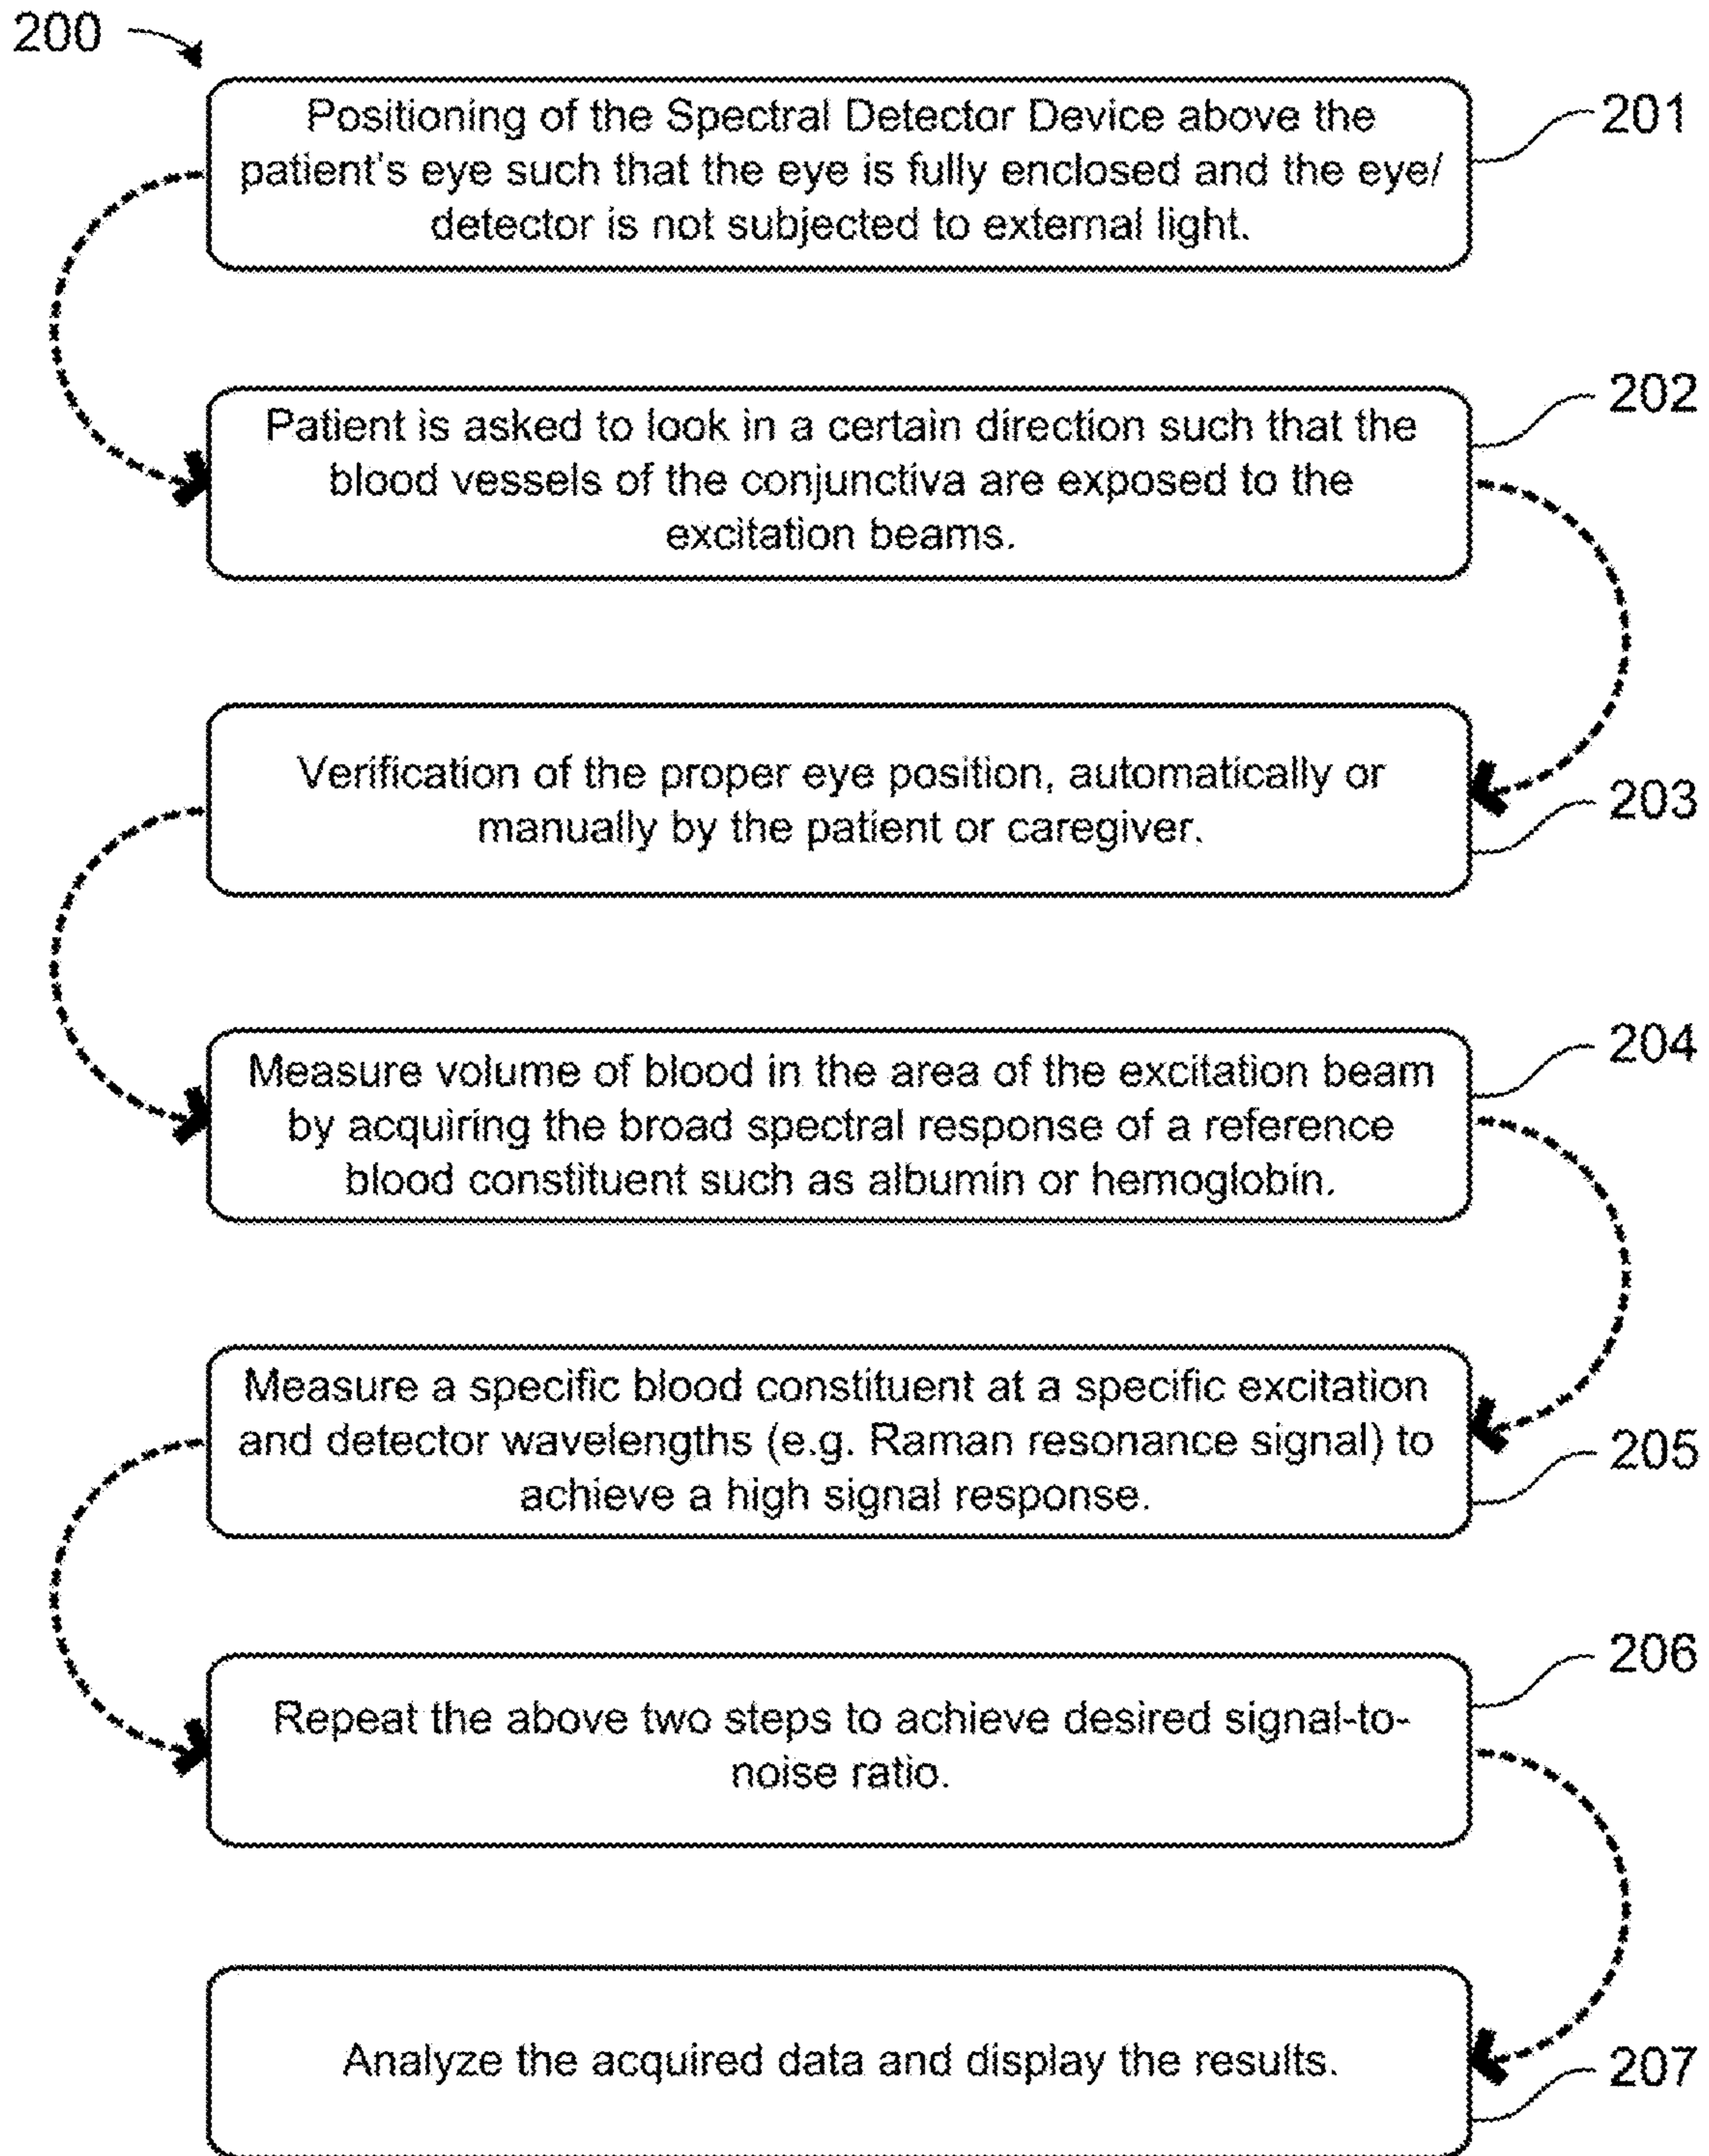 200
Positioning of the Spectral Detector Device above the
patient's eye such that the eye is fully enclosed and the eye/
detector is not subjected to external light.
201
Patient is asked to look in a certain direction such that the
blood vessels of the conjunctiva are exposed to the
excitation beams.
202
Verification of the proper eye position, automatically or
manually by the patient or caregiver.
203
Measure volume of blood in the area of the excitation beam
by acquiring the broad spectral response of a reference
blood constituent such as albumin or hemoglobin.
204
Measure a specific blood constituent at a specific excitation
and detector wavelengths (e.g. Raman resonance signal) to
achieve a high signal response.
205
Repeat the above two steps to achieve desired signal-to-
noise ratio.
206
Analyze the acquired data and display the results.
207